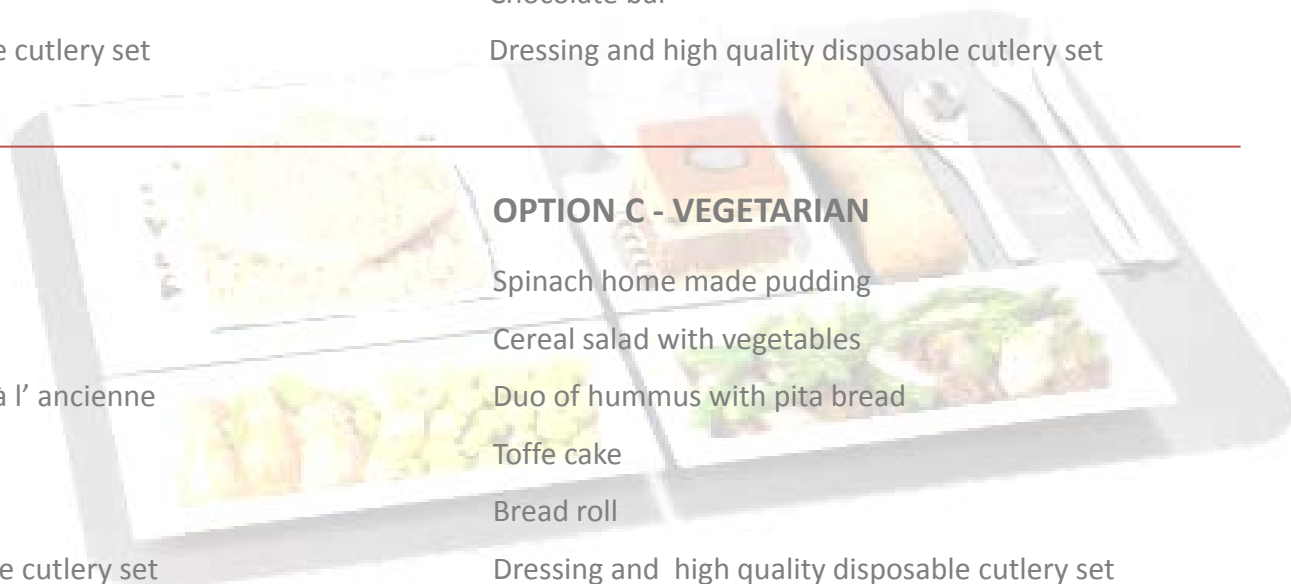 e cutlery set
Dressing and high quality disposable cutlery set
OPTION C - VEGETARIAN
Spinach home made pudding
Cereal salad with vegetables
à l’ ancienne
Duo of hummus with pita bread
Toffe cake
Bread roll
e cutlery set
Dressing and  high quality disposable cutlery set